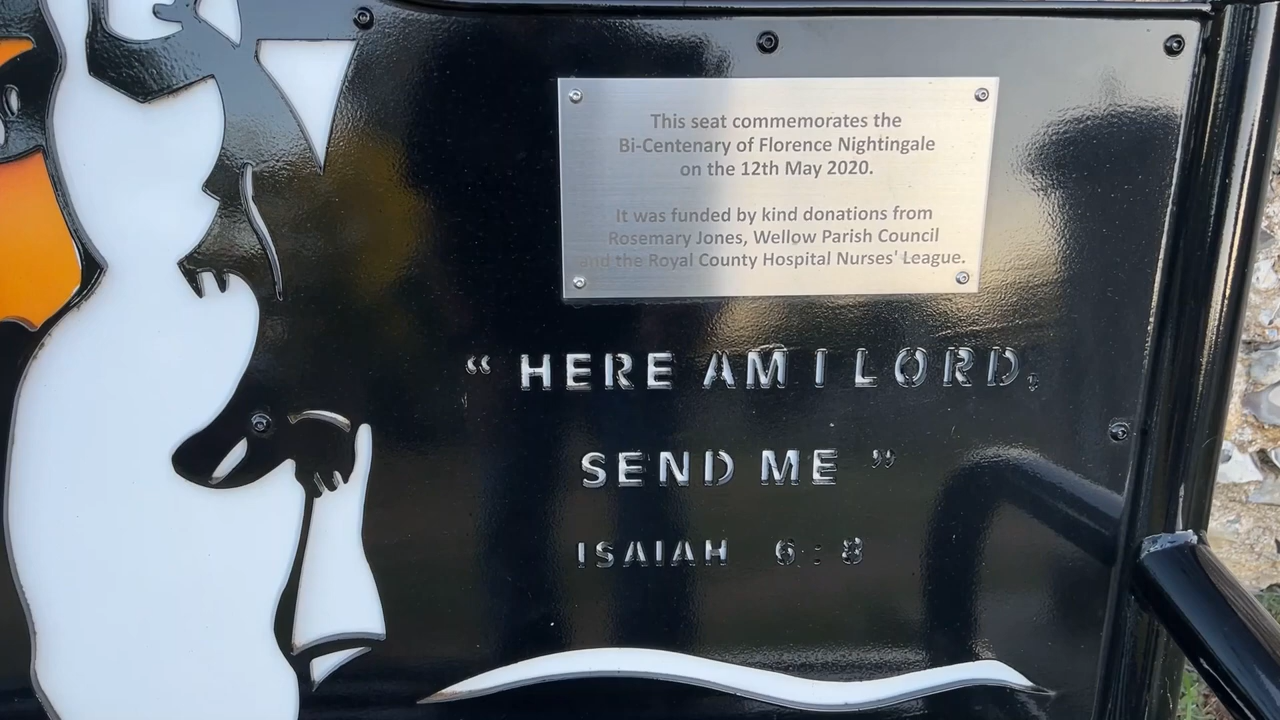 This seat commemorates the
Bi-Centenary of Florence Nightingale
on the 12th May 2020.
It was funded by kind donations from
Rosemary Jones, Wellow Parish Council
and the Royal County Hospital Nurses' League.
“ HERE AM I LORD,
SEND ME ”
ISAIAH 6 : 8